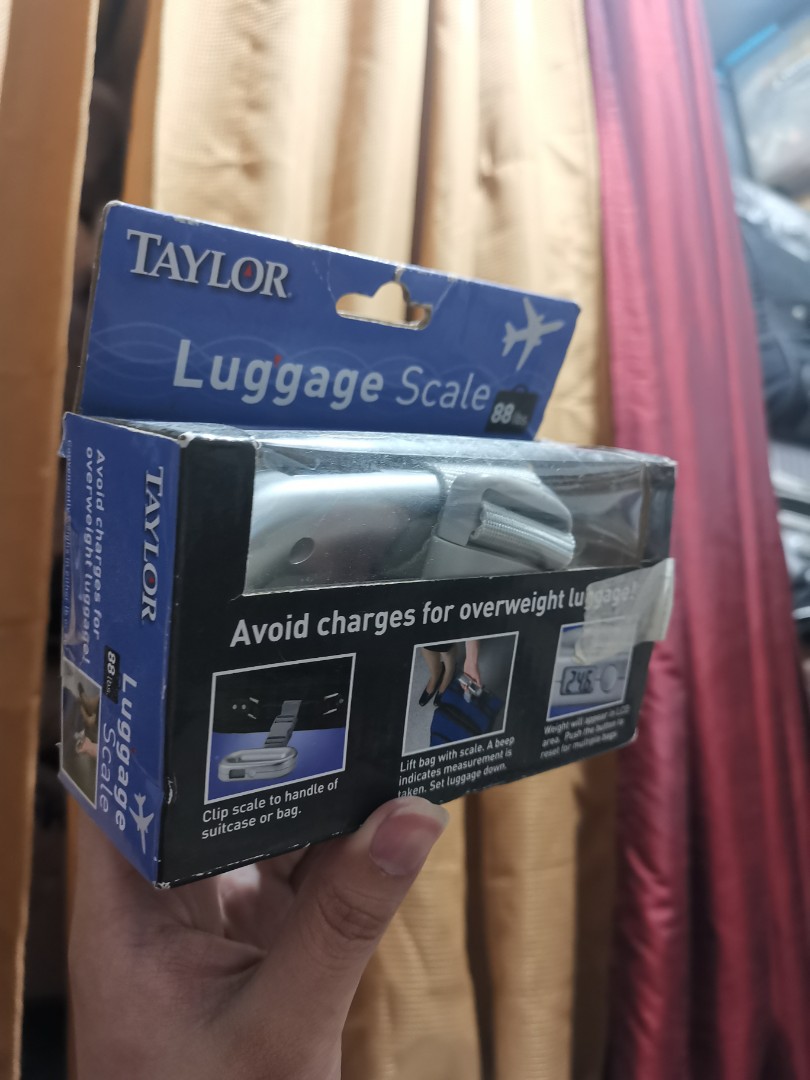 TAYLOR
Luggage Scale
88 lbs.
TAYLOR
Avoid charges for
overweight luggage!
88 lbs.
Luggage
Scale
Avoid charges for overweight luggage!
Clip scale to handle of
suitcase or bag.
Lift bag with scale. A beep
indicates measurement is
taken. Set luggage down.
Weight will appear in LCD
area. Push the button to
reset for multiple bags.